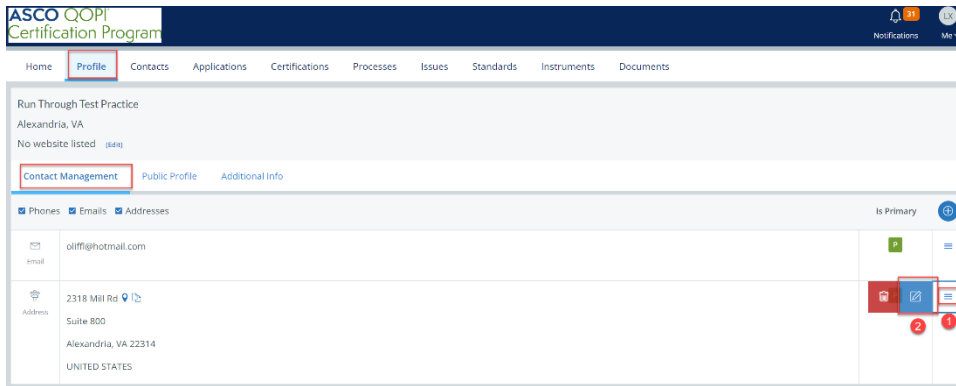 ASCO QOPI
Certification Program
31
LX
Notifications
Me
Home Profile Contacts Applications Certifications Processes Issues Standards Instruments Documents
Run Through Test Practice
Alexandria, VA
No website listed (Edit)
Contact Management Public Profile Additional Info
Phones Emails Addresses Is Primary
oliffl@hotmail.com P
Email
2318 Mill Rd
Address
Suite 800
Alexandria, VA 22314
UNITED STATES
2 1